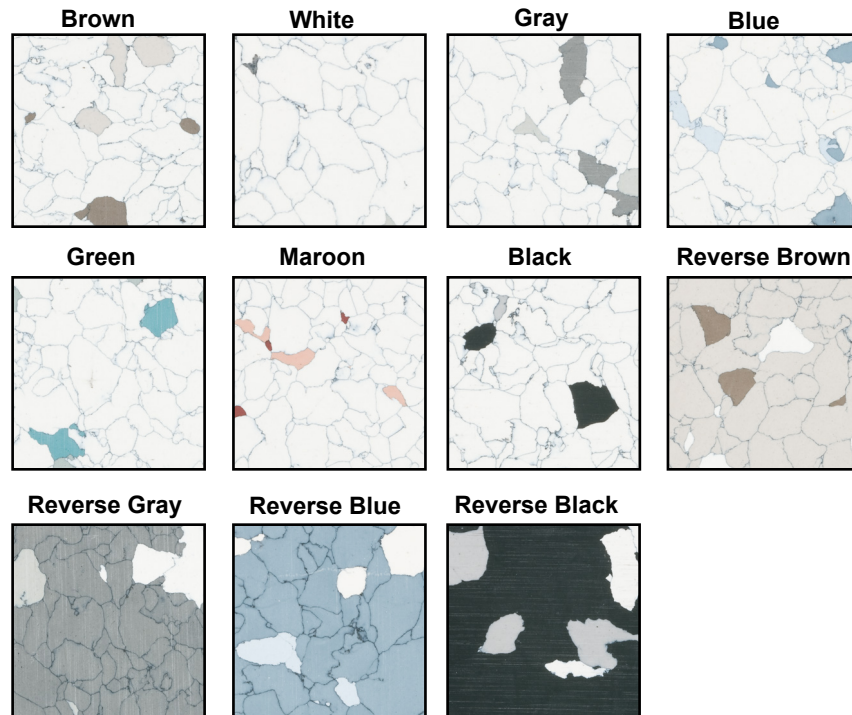 Brown
White
Gray
Blue
Green
Maroon
Black
Reverse Brown
Reverse Gray
Reverse Blue
Reverse Black